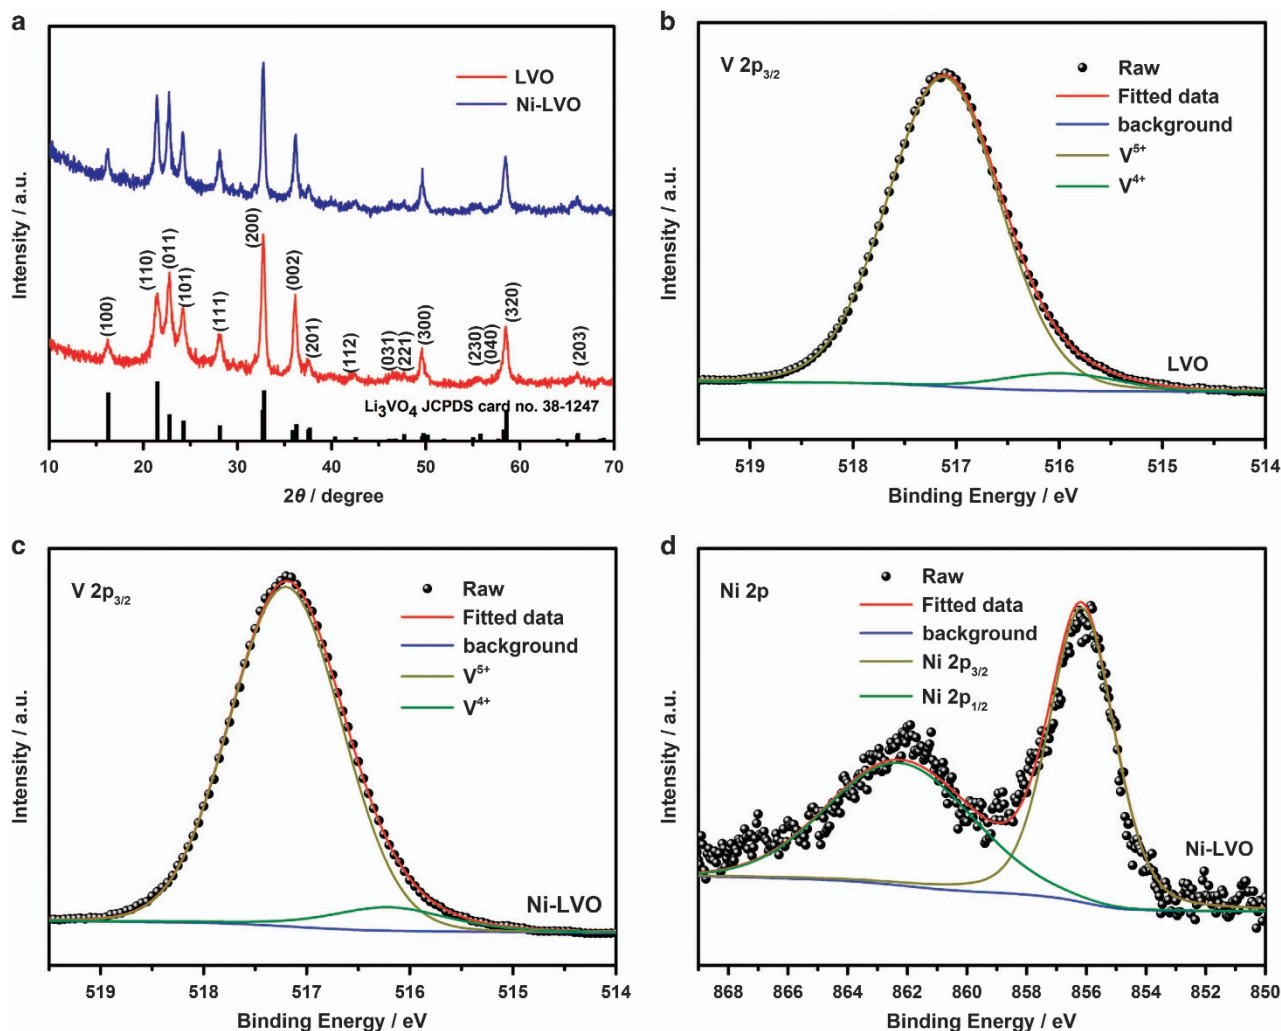 a
LVO
Ni-LVO
(100)
(110)
(011)
(101)
(111)
(200)
(002)
(201)
(112)
(031)
(221)
(300)
(230)
(040)
(320)
(203)
Li₃VO₄ JCPDS card no. 38-1247
Intensity / a.u.
10 20 30 40 50 60 70
2θ / degree
b
V 2p₃/₂
Raw
Fitted data
background
V⁵⁺
V⁴⁺
LVO
Intensity / a.u.
519 518 517 516 515 514
Binding Energy / eV
c
V 2p₃/₂
Raw
Fitted data
background
V⁵⁺
V⁴⁺
Ni-LVO
Intensity / a.u.
519 518 517 516 515 514
Binding Energy / eV
d
Ni 2p
Raw
Fitted data
background
Ni 2p₃/₂
Ni 2p₁/₂
Ni-LVO
Intensity / a.u.
868 866 864 862 860 858 856 854 852 850
Binding Energy / eV